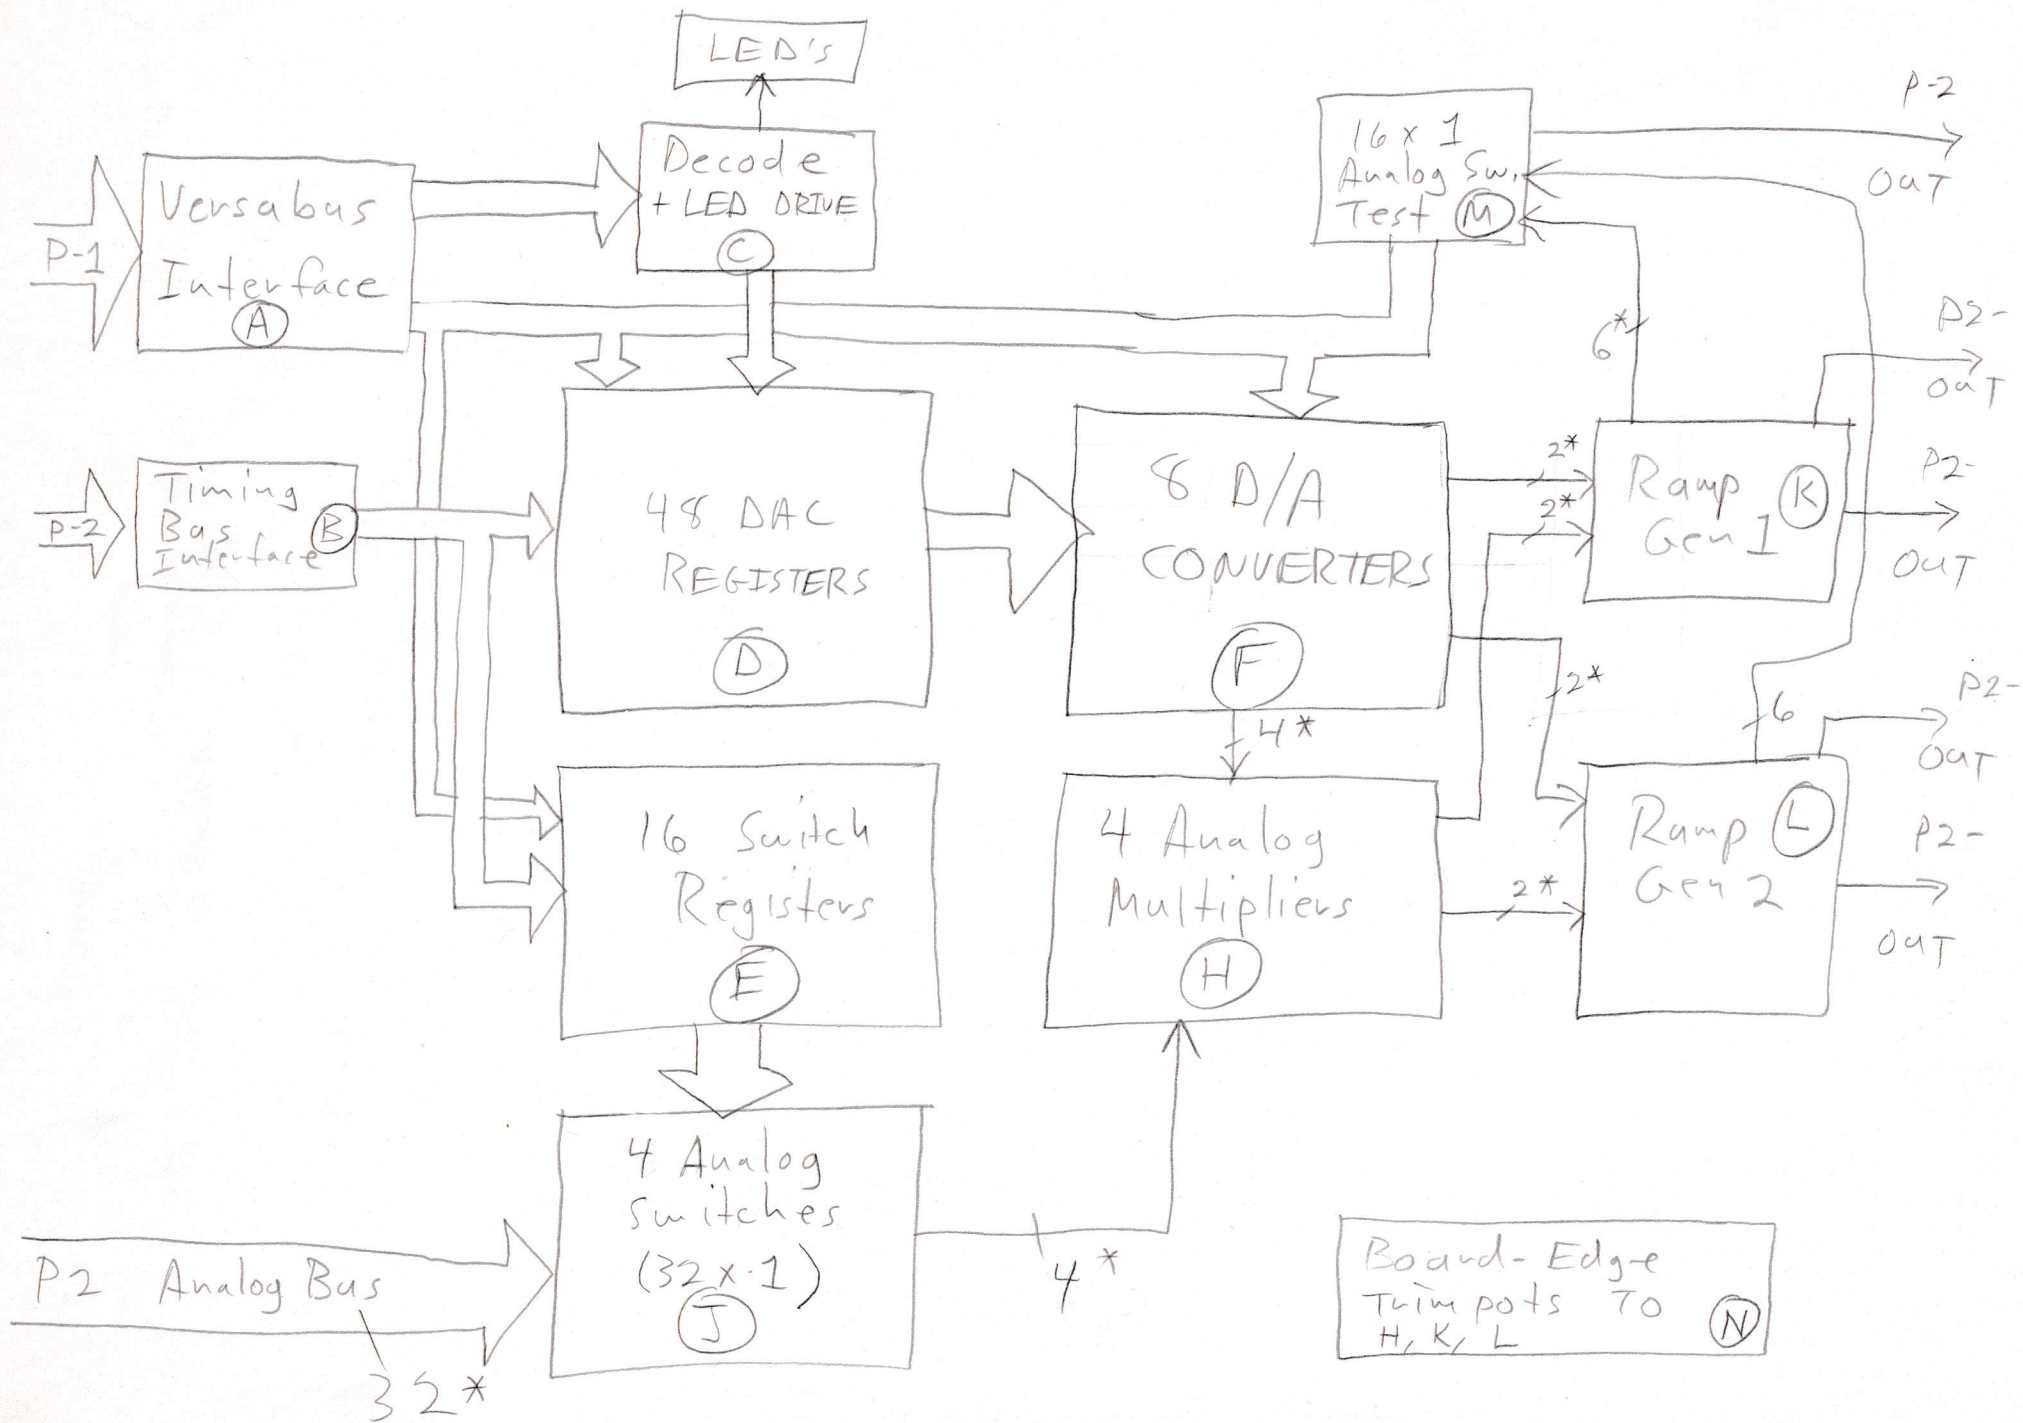 LED's
P-2
OUT
16 x 1
Analog Sw.
Test (M)
Decode
+ LED DRIVE
(C)
P-1
Versabus
Interface
(A)
6*
P2-
OUT
P-2
Timing
Bus
Interface
(B)
48 DAC
REGISTERS
(D)
8 D/A
CONVERTERS
(F)
2*
2*
Ramp
Gen 1
(K)
P2-
OUT
2*
6
P2-
OUT
4*
16 Switch
Registers
(E)
4 Analog
Multipliers
(H)
2*
Ramp
Gen 2
(L)
P2-
OUT
P2 Analog Bus
32*
4 Analog
Switches
(32 x 1)
(J)
4*
Board-Edge
Trimpots TO
H, K, L
(N)